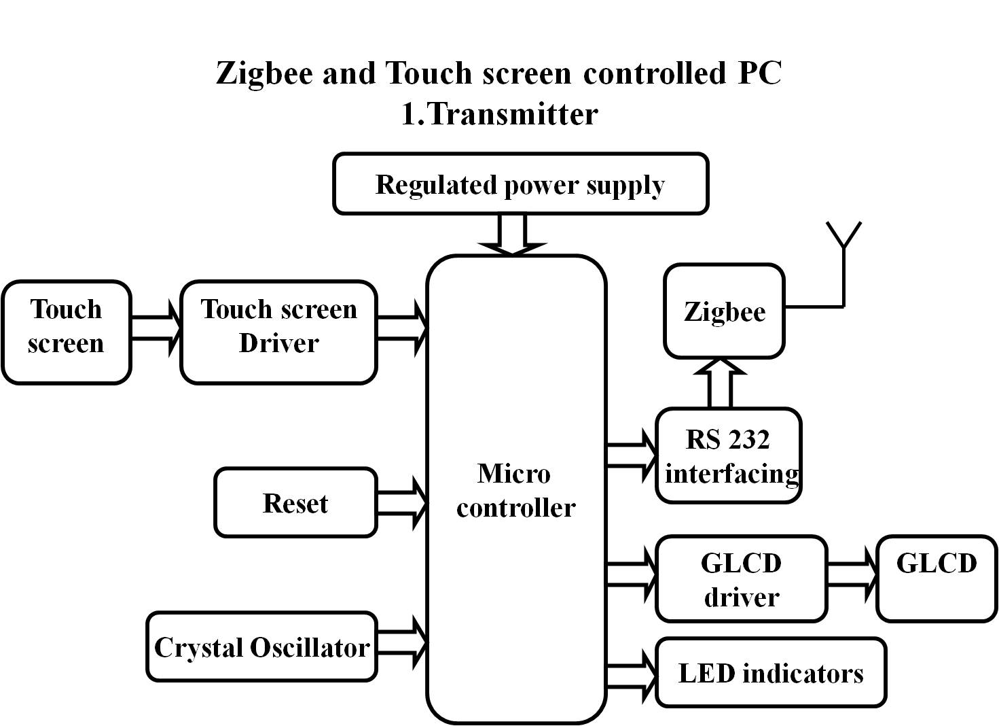 Zigbee and Touch screen controlled PC
1.Transmitter
Regulated power supply
Touch
screen
Touch screen
Driver
Zigbee
RS 232
interfacing
Micro
controller
Reset
GLCD
driver
GLCD
Crystal Oscillator
LED indicators